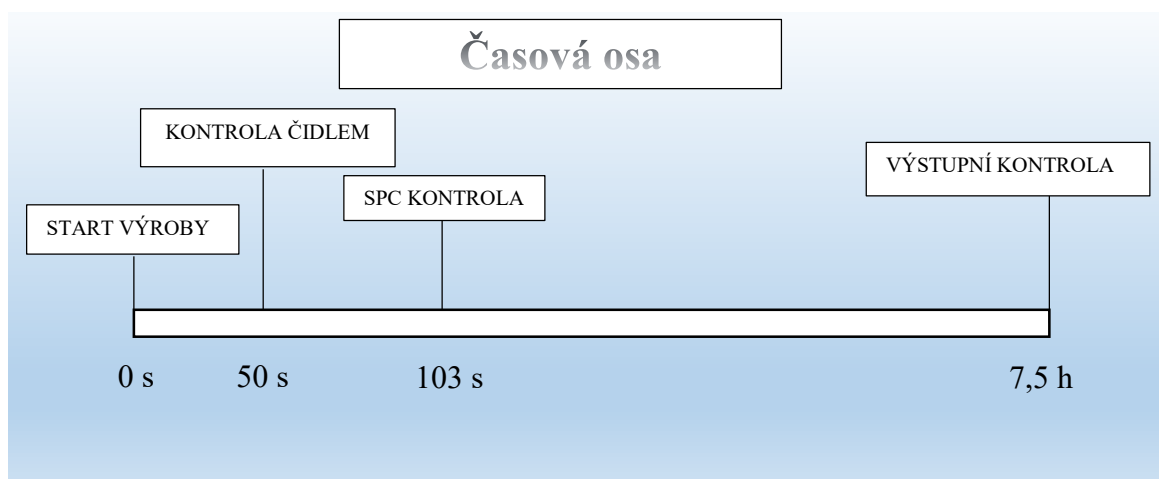 Časová osa
KONTROLA ČIDLEM
VÝSTUPNÍ KONTROLA
SPC KONTROLA
START VÝROBY
0 s
50 s
103 s
7,5 h